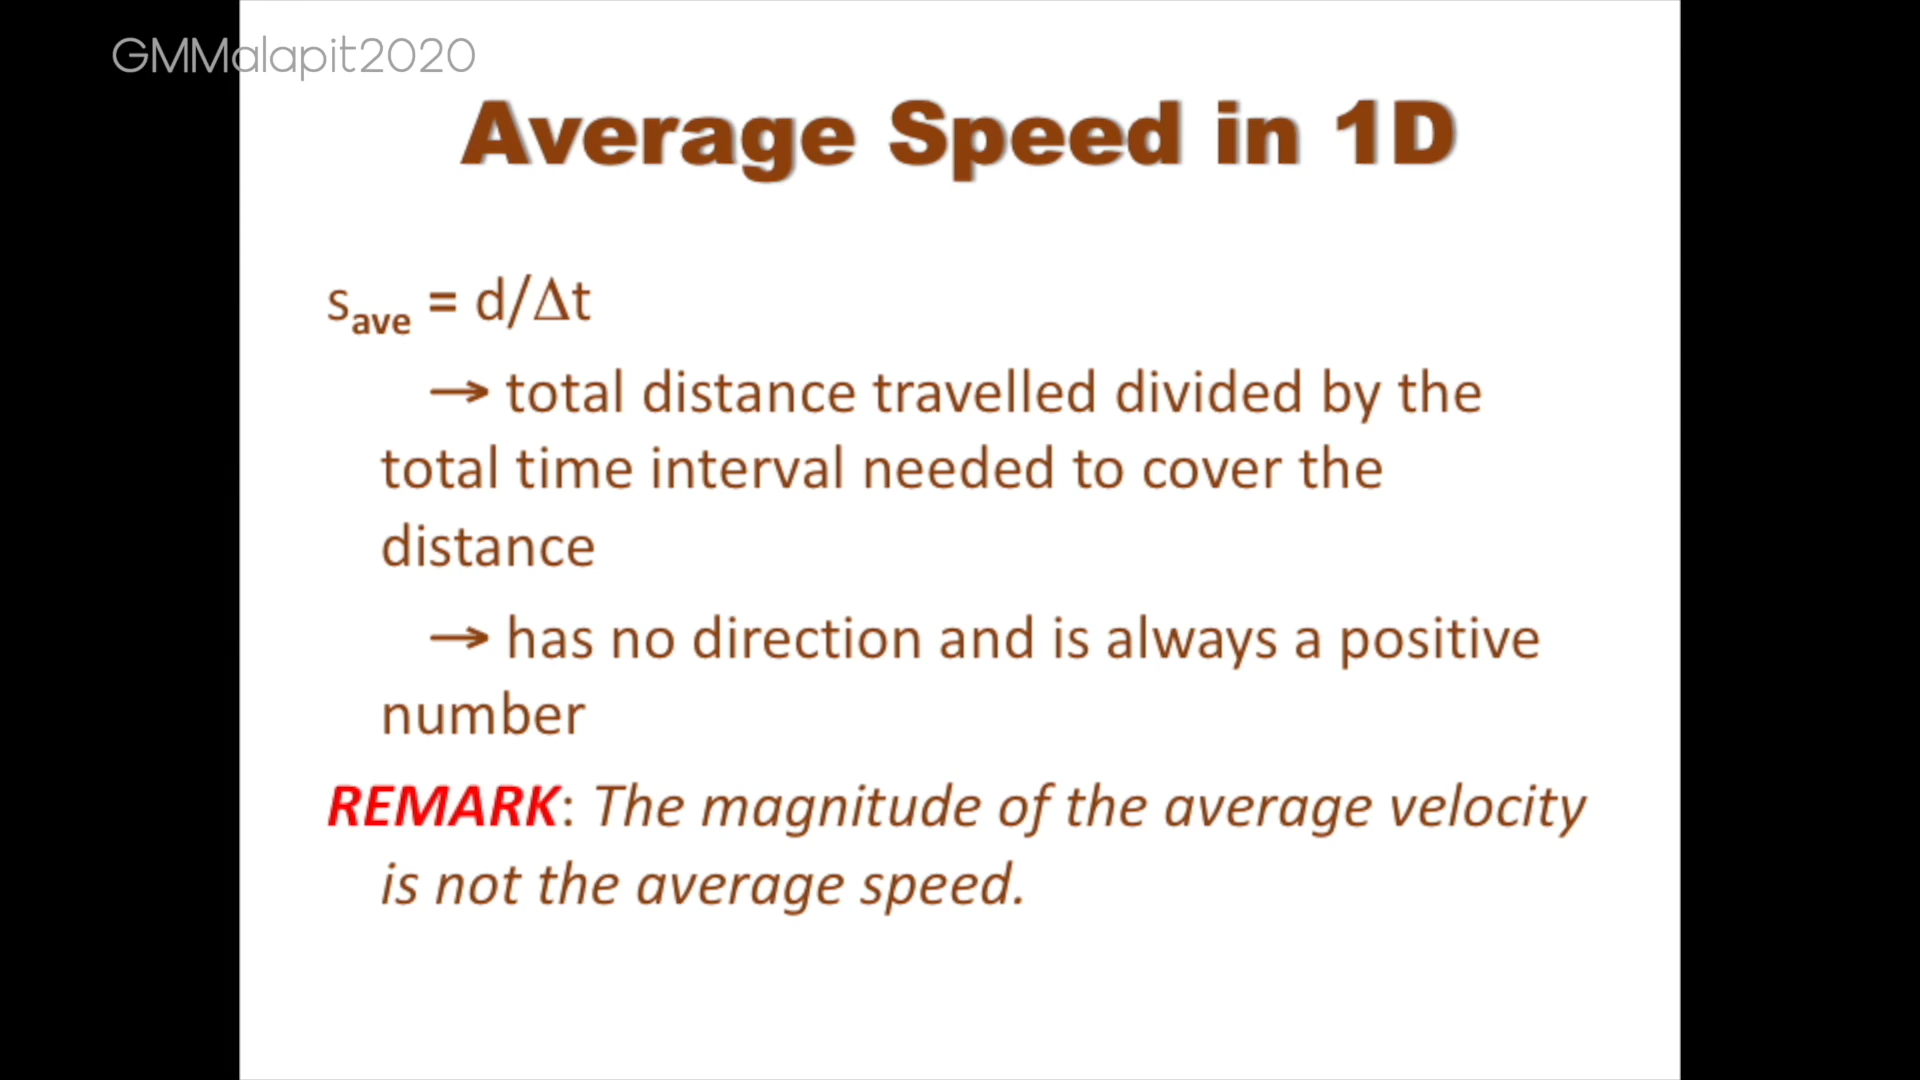 GMMalapit2020
Average Speed in 1D
save = d/Δt
→ total distance travelled divided by the
total time interval needed to cover the
distance
→ has no direction and is always a positive
number
REMARK: The magnitude of the average velocity
is not the average speed.